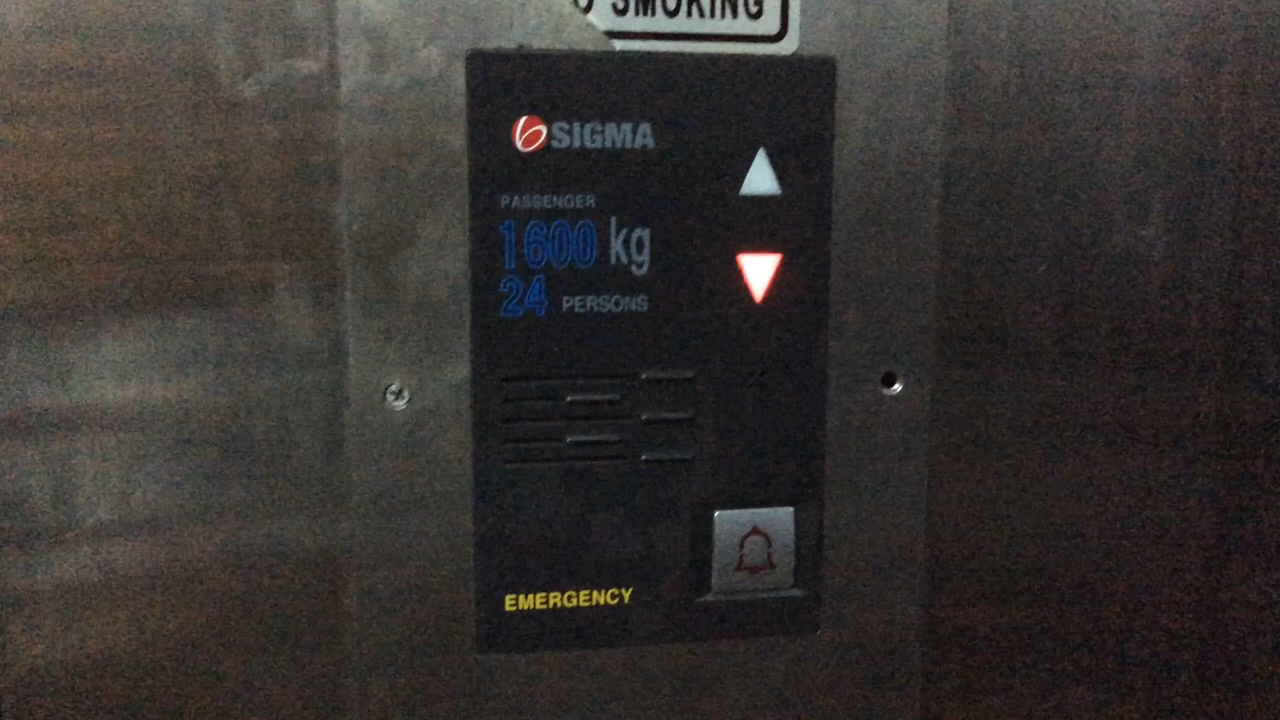 SMOKING
SIGMA
PASSENGER
1600 kg
24 PERSONS
EMERGENCY